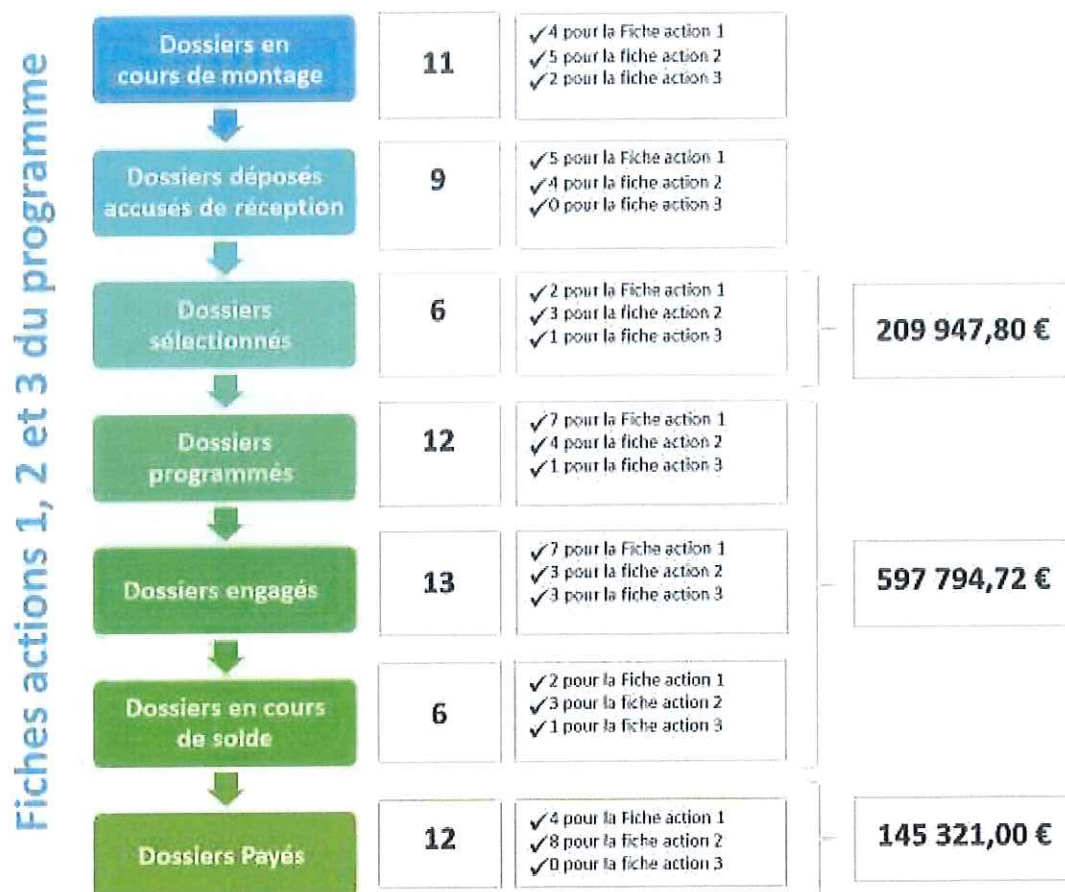 Fiches actions 1, 2 et 3 du programme
Dossiers en
cours de montage
11
✓4 pour la Fiche action 1
✓5 pour la fiche action 2
✓2 pour la fiche action 3
Dossiers déposés
accusés de réception
9
✓5 pour la Fiche action 1
✓4 pour la fiche action 2
✓0 pour la fiche action 3
Dossiers
sélectionnés
6
✓2 pour la Fiche action 1
✓3 pour la fiche action 2
✓1 pour la fiche action 3
209 947,80 €
Dossiers
programmés
12
✓7 pour la Fiche action 1
✓4 pour la fiche action 2
✓1 pour la fiche action 3
Dossiers engagés
13
✓7 pour la Fiche action 1
✓3 pour la fiche action 2
✓3 pour la fiche action 3
597 794,72 €
Dossiers en cours
de solde
6
✓2 pour la Fiche action 1
✓3 pour la fiche action 2
✓1 pour la fiche action 3
Dossiers Payés
12
✓4 pour la Fiche action 1
✓8 pour la fiche action 2
✓0 pour la fiche action 3
145 321,00 €